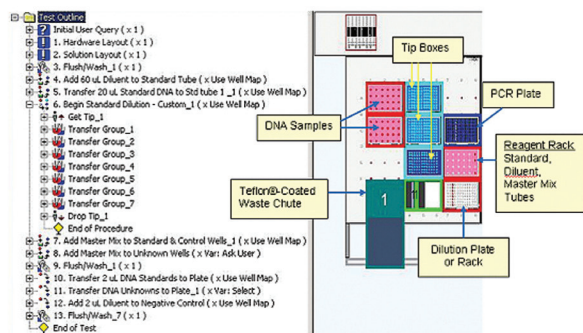 Test Outline
Initial User Query ( x 1 )
1. Hardware Layout ( x 1 )
2. Solution Layout ( x 1 )
3. Flush/Wash_1 ( x 1 )
4. Add 60 uL Diluent to Standard Tube ( x Use Well Map )
5. Transfer 20 uL Standard DNA to Std tube 1 _1 ( x Use Well Map )
6. Begin Standard Dilution - Custom_1 ( x Use Well Map )
Get Tip_1
Transfer Group_1
Transfer Group_2
Transfer Group_3
Transfer Group_4
Transfer Group_5
Transfer Group_6
Transfer Group_7
Drop Tip_1
End of Procedure
7. Add Master Mix to Standard & Control Wells_1 ( x Use Well Map )
8. Add Master Mix to Unknown Wells ( x Var: Ask User )
9. Flush/Wash_1 ( x 1 )
10. Transfer 2 uL DNA Standards to Plate ( x Use Well Map )
11. Transfer DNA Unknowns to Plate_1 ( x Var: Select )
12. Add 2 uL Diluent to Negative Control ( x Use Well Map )
13. Flush/Wash_7 ( x 1 )
End of Test
Tip Boxes
DNA Samples
PCR Plate
Reagent Rack:
Standard,
Diluent,
Master Mix
Tubes
Teflon®-Coated
Waste Chute
1
Dilution Plate
or Rack